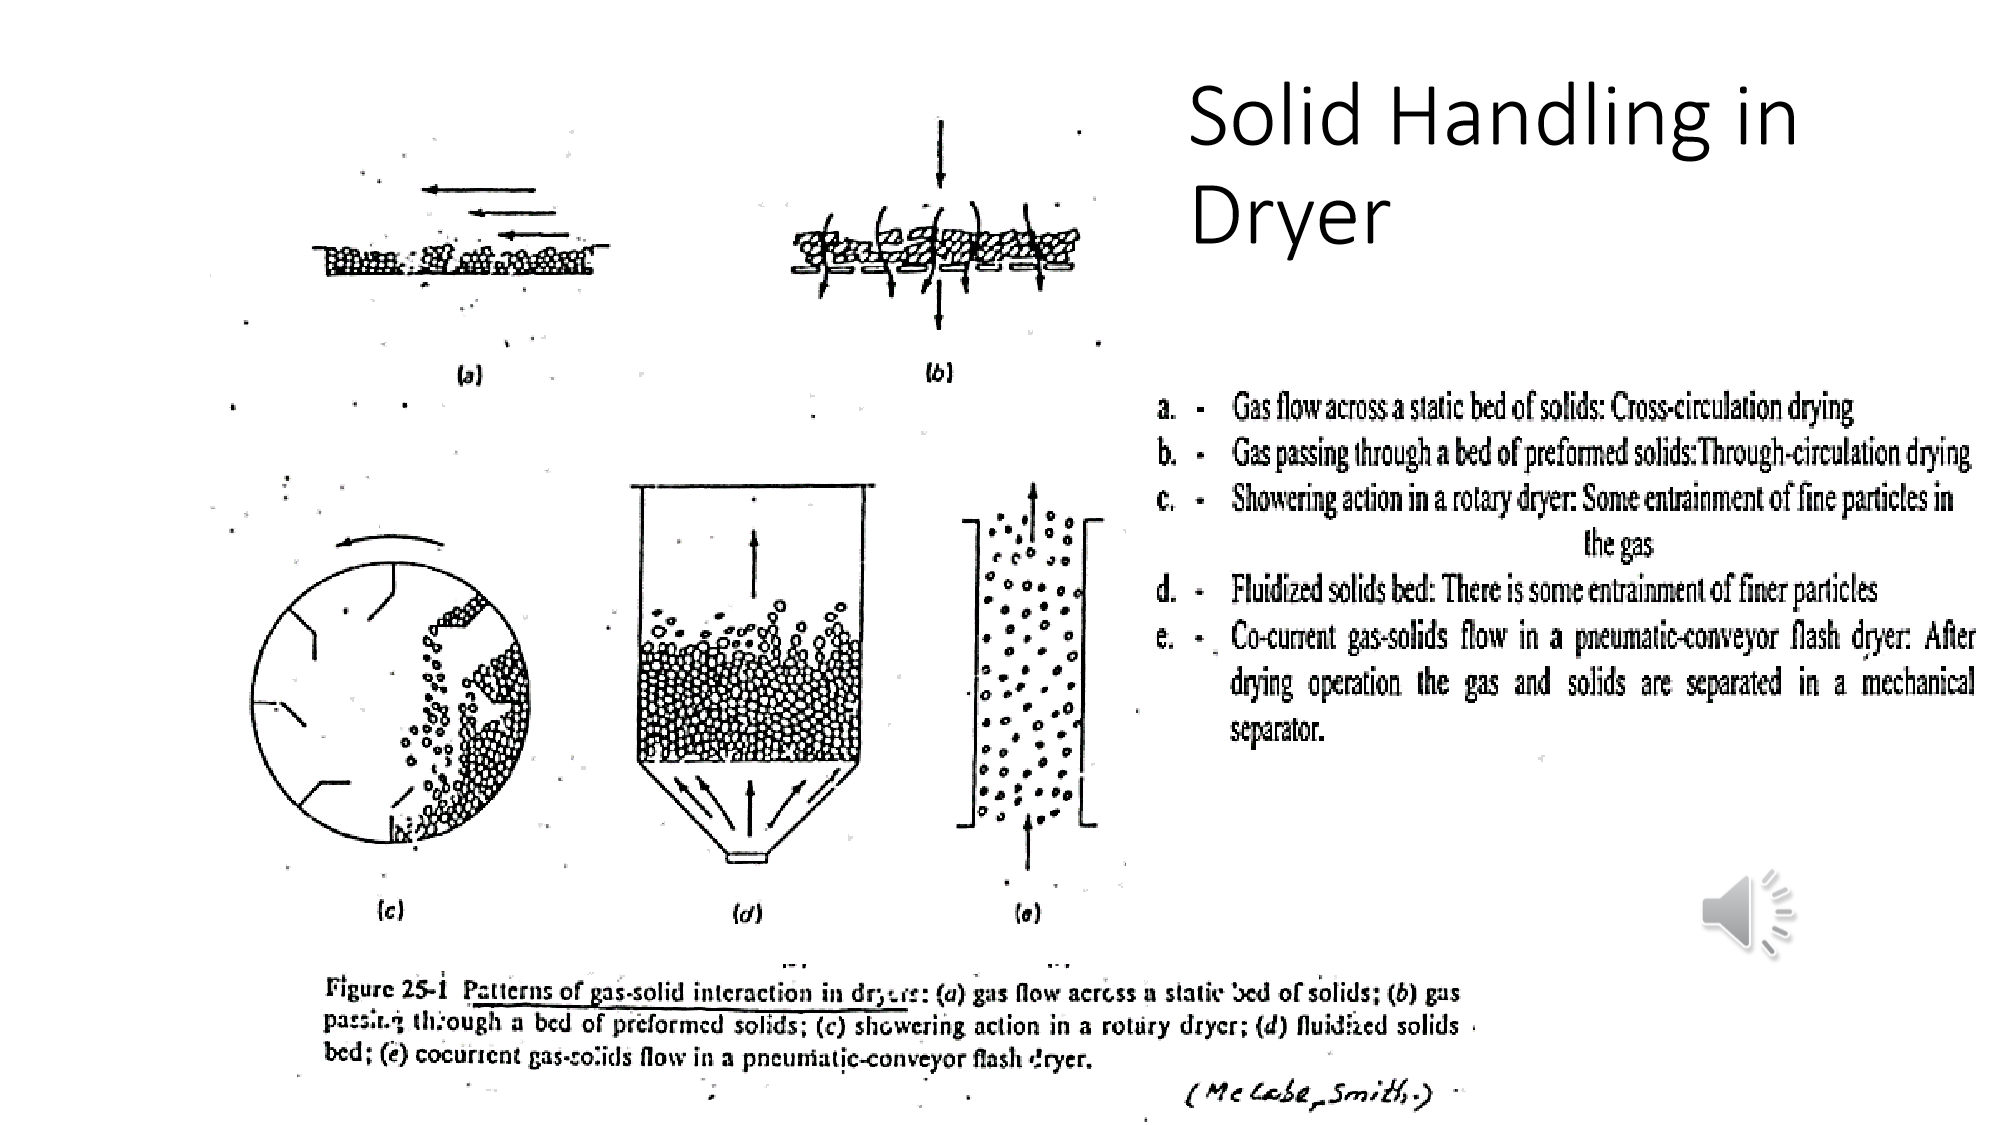 Solid Handling in
Dryer
(a)
(b)
a. - Gas flow across a static bed of solids: Cross-circulation drying
b. - Gas passing through a bed of preformed solids:Through-circulation drying
c. - Showering action in a rotary dryer: Some entrainment of fine particles in
the gas
d. - Fluidized solids bed: There is some entrainment of finer particles
e. - Co-current gas-solids flow in a pneumatic-conveyor flash dryer: After
drying operation the gas and solids are separated in a mechanical
separator.
(c)
(d)
(e)
Figure 25-1 Patterns of gas-solid interaction in dryers: (a) gas flow across a static bed of solids; (b) gas
passing through a bed of preformed solids; (c) showering action in a rotary dryer; (d) fluidized solids
bed; (e) cocurrent gas-solids flow in a pneumatic-conveyor flash dryer.
(McCabe, Smith.)